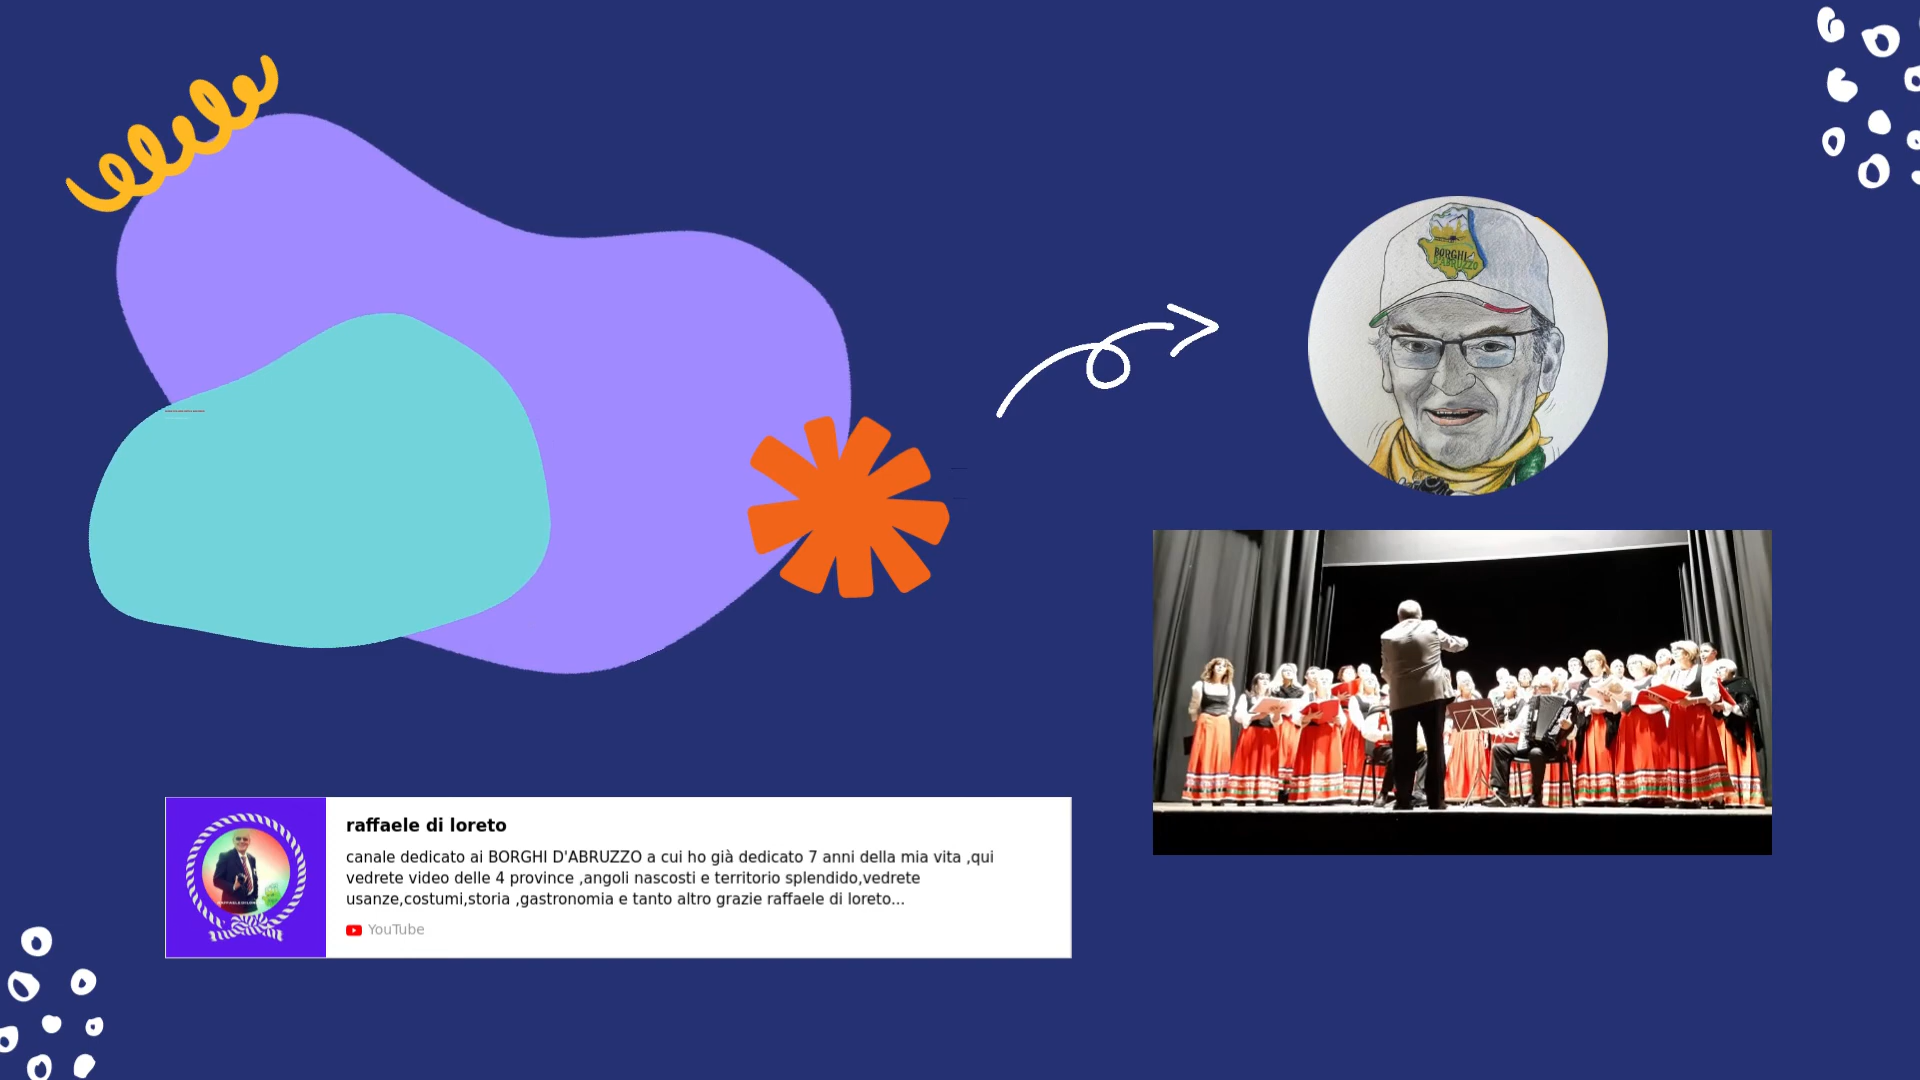 BORGHI
D'ABRUZZO
raffaele di loreto
canale dedicato ai BORGHI D'ABRUZZO a cui ho già dedicato 7 anni della mia vita ,qui
vedrete video delle 4 province ,angoli nascosti e territorio splendido,vedrete
usanze,costumi,storia ,gastronomia e tanto altro grazie raffaele di loreto...
YouTube